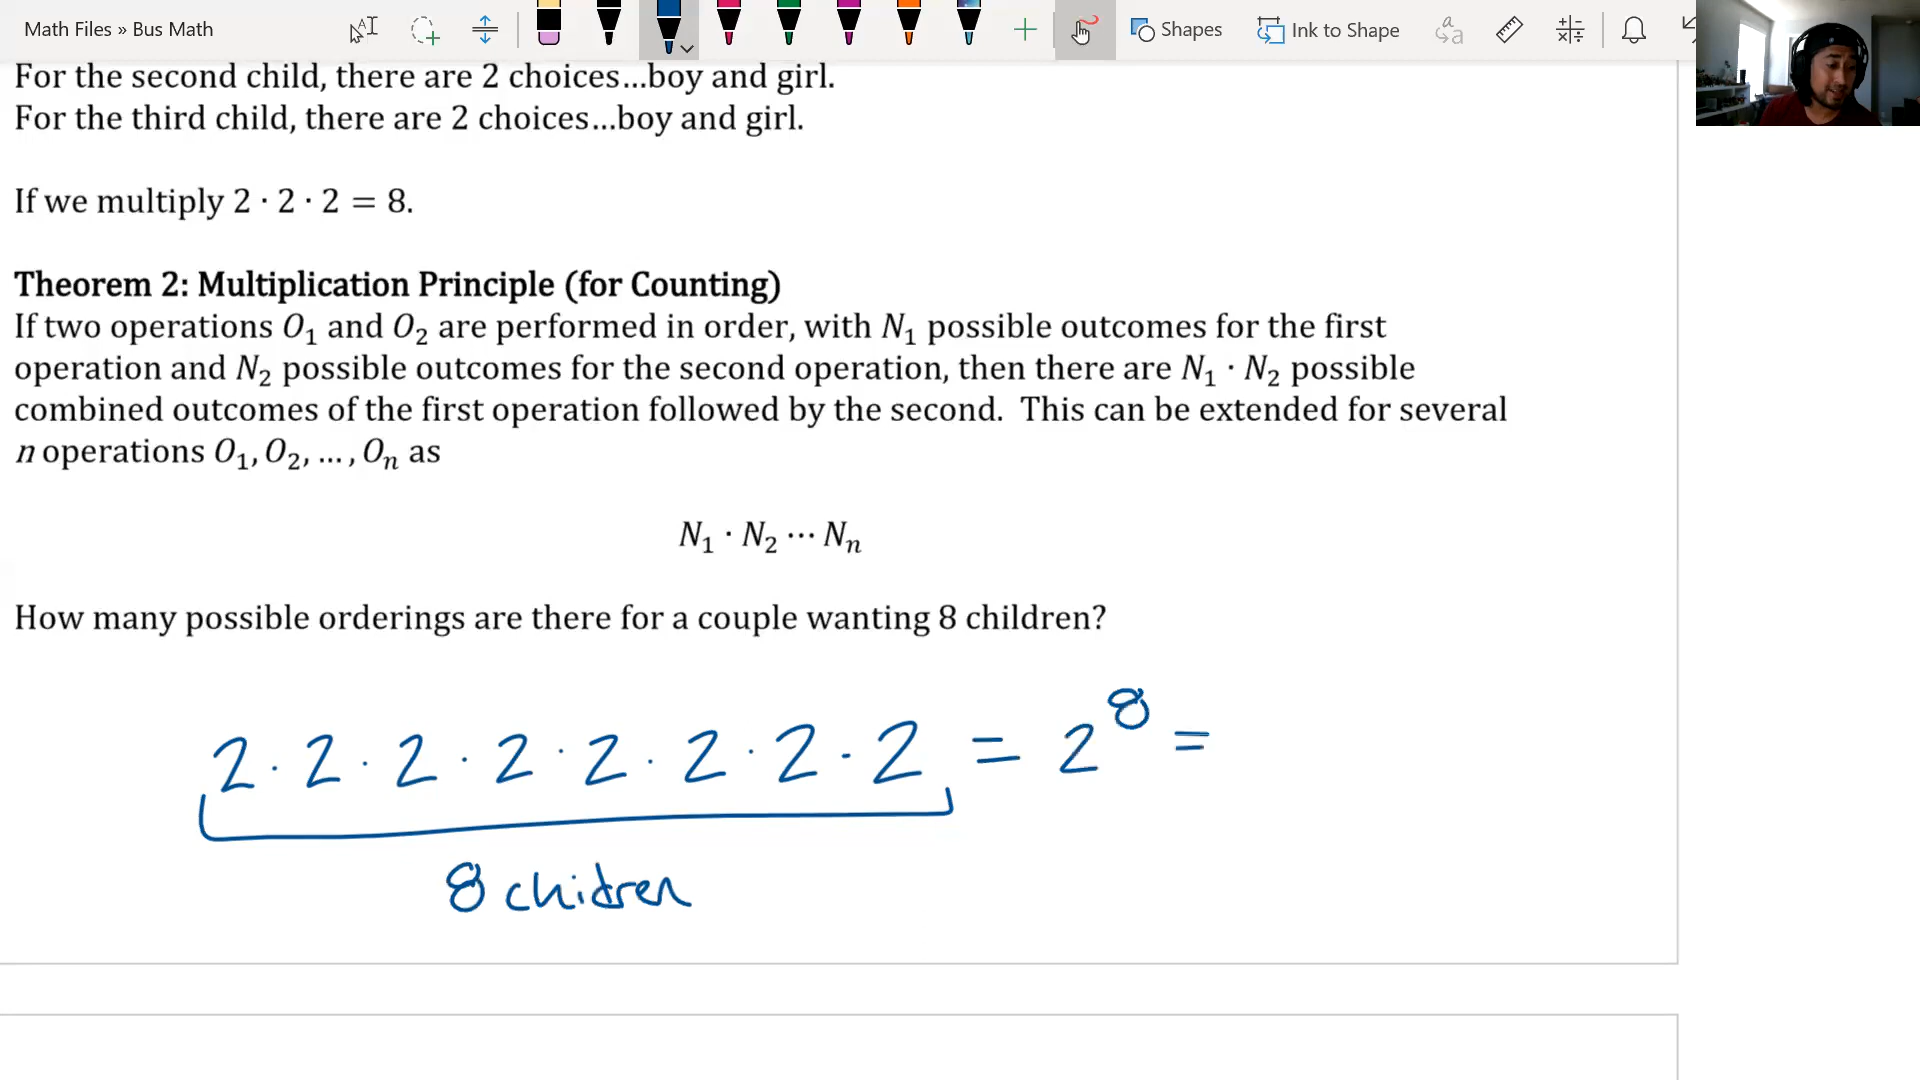 Math Files » Bus Math
Shapes
Ink to Shape
For the second child, there are 2 choices…boy and girl.
For the third child, there are 2 choices…boy and girl.
If we multiply 2 · 2 · 2 = 8.
Theorem 2: Multiplication Principle (for Counting)
If two operations O₁ and O₂ are performed in order, with N₁ possible outcomes for the first
operation and N₂ possible outcomes for the second operation, then there are N₁ · N₂ possible
combined outcomes of the first operation followed by the second. This can be extended for several
n operations O₁, O₂, … , Oₙ as
N₁ · N₂ ⋯ Nₙ
How many possible orderings are there for a couple wanting 8 children?
2 · 2 · 2 · 2 · 2 · 2 · 2 · 2 = 2⁸ =
8 children